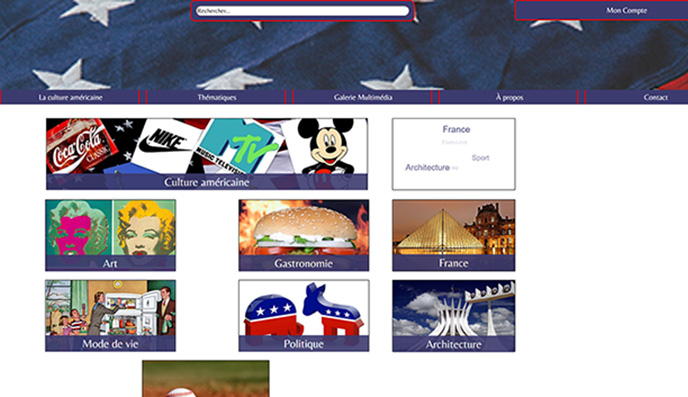 Rechercher...
Mon Compte
La culture américaine
Thématiques
Galerie Multimédia
À propos
Contact
Coca-Cola
CLASSIC
NIKE
MTV
MUSIC TELEVISION
Culture américaine
France
Sport
Architecture
Art
Gastronomie
France
Mode de vie
Politique
Architecture